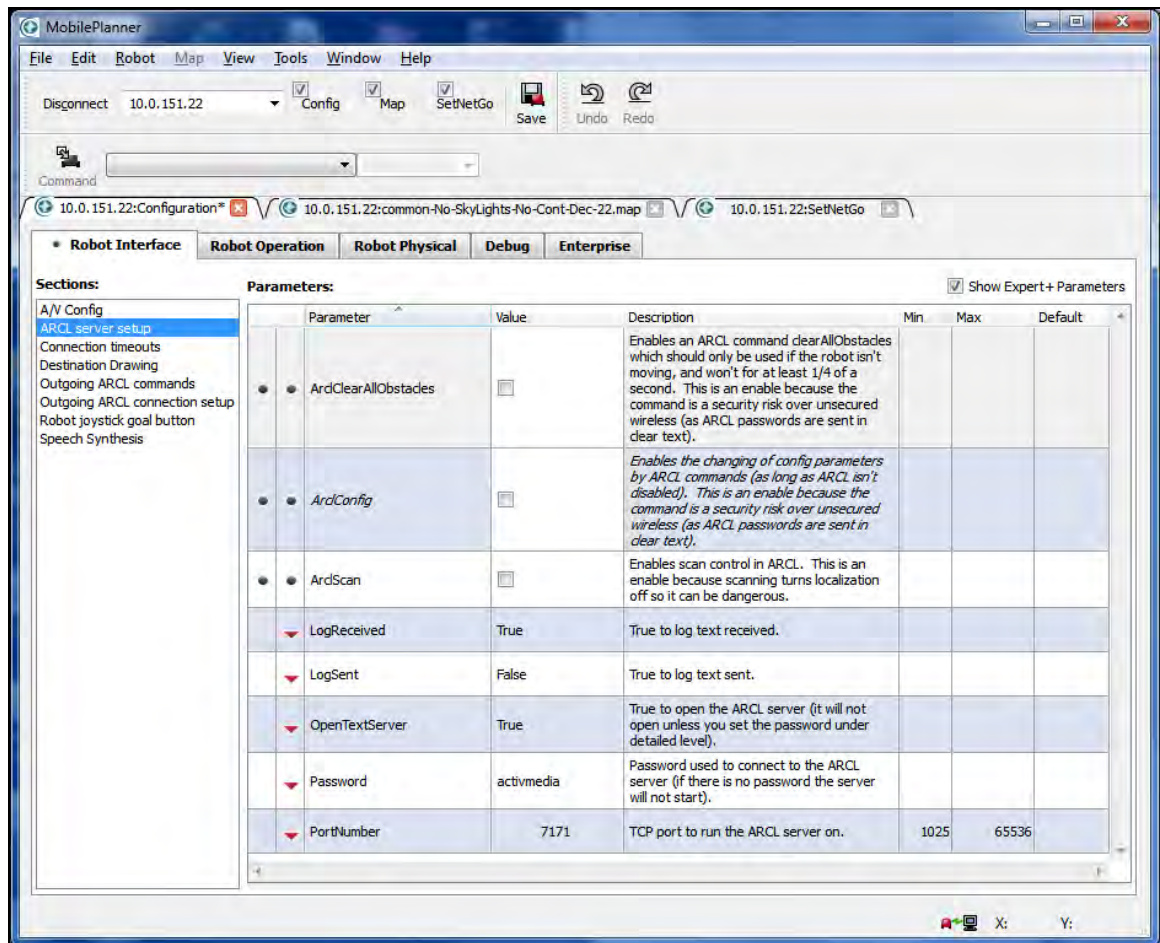 MobilePlanner
File Edit Robot Map View Tools Window Help
Disconnect 10.0.151.22 Config Map SetNetGo Save Undo Redo
Command
10.0.151.22:Configuration* 10.0.151.22:common-No-SkyLights-No-Cont-Dec-22.map 10.0.151.22:SetNetGo
Robot Interface Robot Operation Robot Physical Debug Enterprise
Sections:
A/V Config
ARCL server setup
Connection timeouts
Destination Drawing
Outgoing ARCL commands
Outgoing ARCL connection setup
Robot joystick goal button
Speech Synthesis
Parameters: Show Expert+ Parameters
Parameter Value Description Min Max Default
ArclClearAllObstacles
Enables an ARCL command clearAllObstacles
which should only be used if the robot isn't
moving, and won't for at least 1/4 of a
second. This is an enable because the
command is a security risk over unsecured
wireless (as ARCL passwords are sent in
clear text).
ArclConfig
Enables the changing of config parameters
by ARCL commands (as long as ARCL isn't
disabled). This is an enable because the
command is a security risk over unsecured
wireless (as ARCL passwords are sent in
clear text).
ArclScan
Enables scan control in ARCL. This is an
enable because scanning turns localization
off so it can be dangerous.
LogReceived True True to log text received.
LogSent False True to log text sent.
OpenTextServer True
True to open the ARCL server (it will not
open unless you set the password under
detailed level).
Password activmedia
Password used to connect to the ARCL
server (if there is no password the server
will not start).
PortNumber 7171 TCP port to run the ARCL server on. 1025 65536
X: Y: